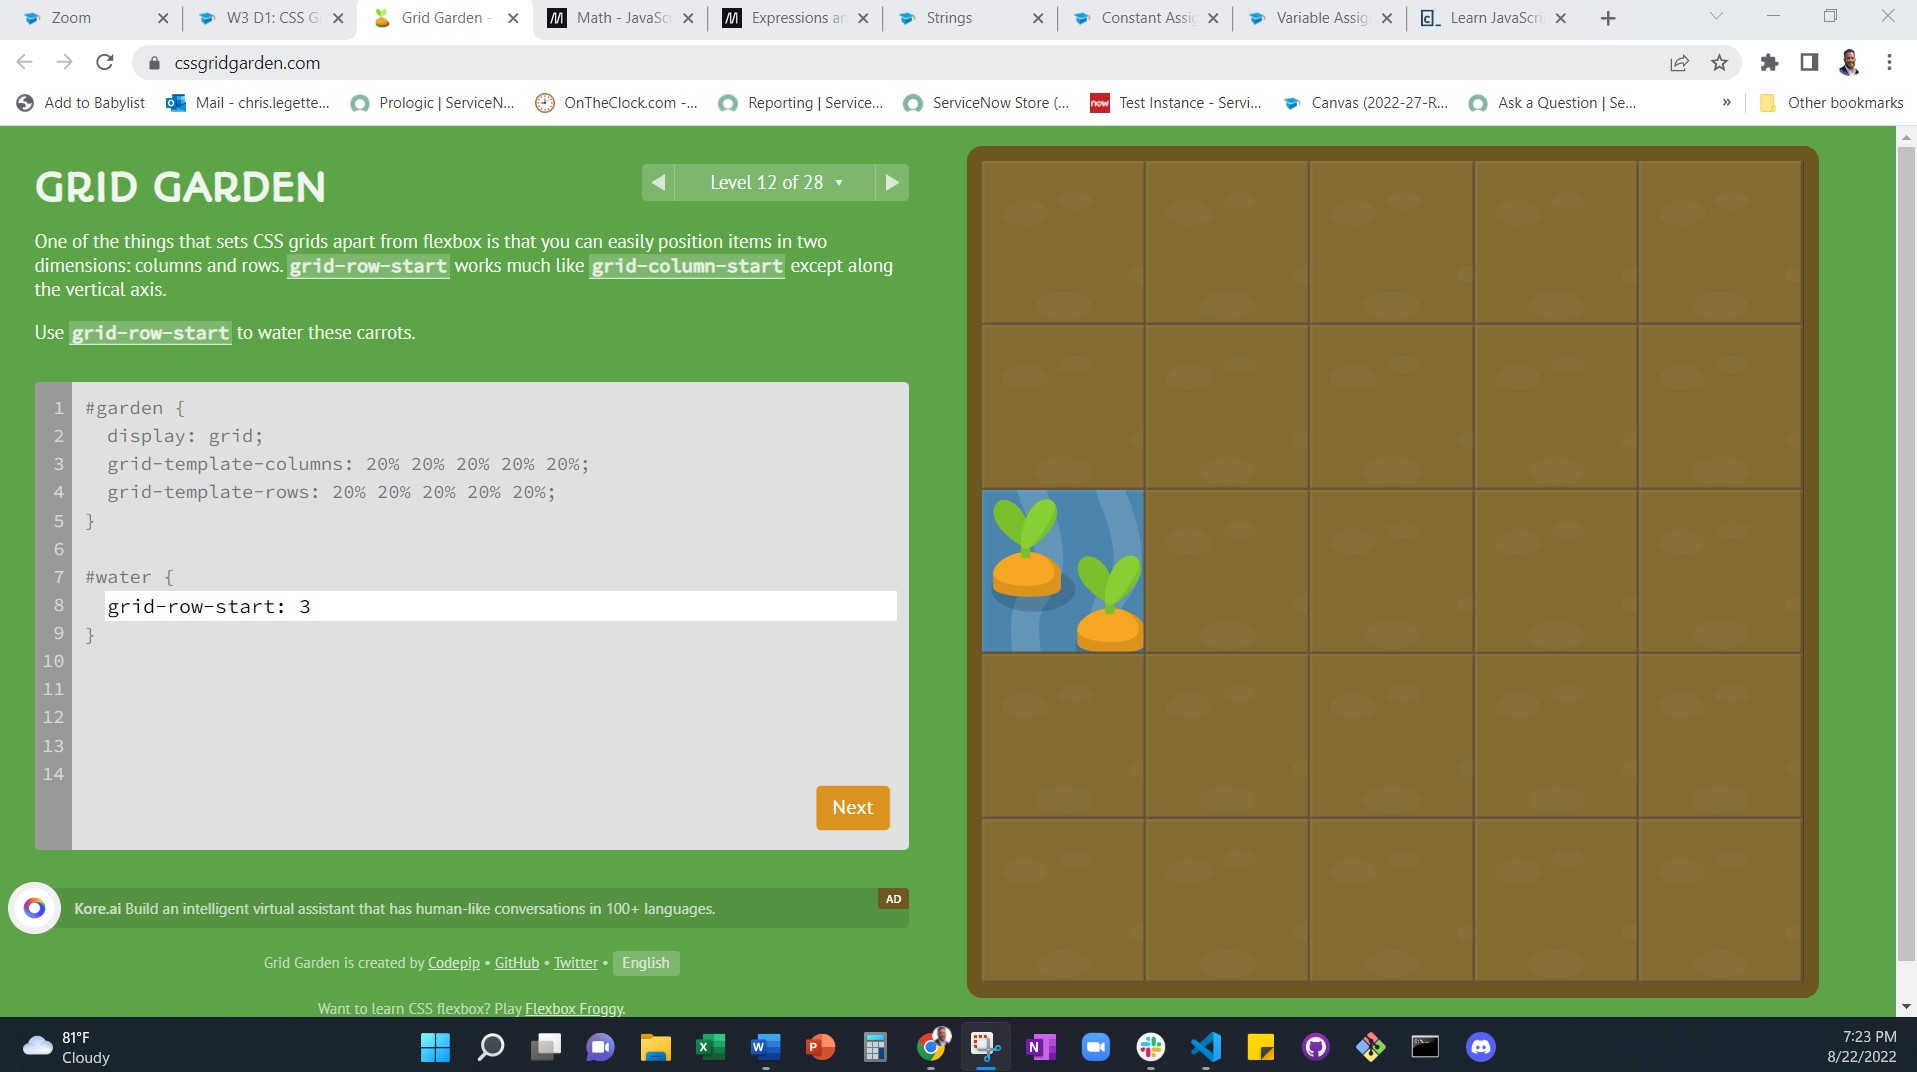 Zoom
W3 D1: CSS G
Grid Garden -
Math - JavaSc
Expressions an
Strings
Constant Assig
Variable Assig
Learn JavaScri
cssgridgarden.com
Add to Babylist
Mail - chris.legette...
Prologic | ServiceN...
OnTheClock.com -...
Reporting | Service...
ServiceNow Store (...
now
Test Instance - Servi...
Canvas (2022-27-R...
Ask a Question | Se...
»
Other bookmarks
GRID GARDEN
Level 12 of 28
One of the things that sets CSS grids apart from flexbox is that you can easily position items in two
dimensions: columns and rows. grid-row-start works much like grid-column-start except along
the vertical axis.
Use grid-row-start to water these carrots.
1 #garden {
2 display: grid;
3 grid-template-columns: 20% 20% 20% 20% 20%;
4 grid-template-rows: 20% 20% 20% 20% 20%;
5 }
6
7 #water {
8 grid-row-start: 3
9 }
10
11
12
13
14
Next
Kore.ai Build an intelligent virtual assistant that has human-like conversations in 100+ languages.
AD
Grid Garden is created by Codepip • GitHub • Twitter • English
Want to learn CSS flexbox? Play Flexbox Froggy.
81°F
Cloudy
7:23 PM
8/22/2022